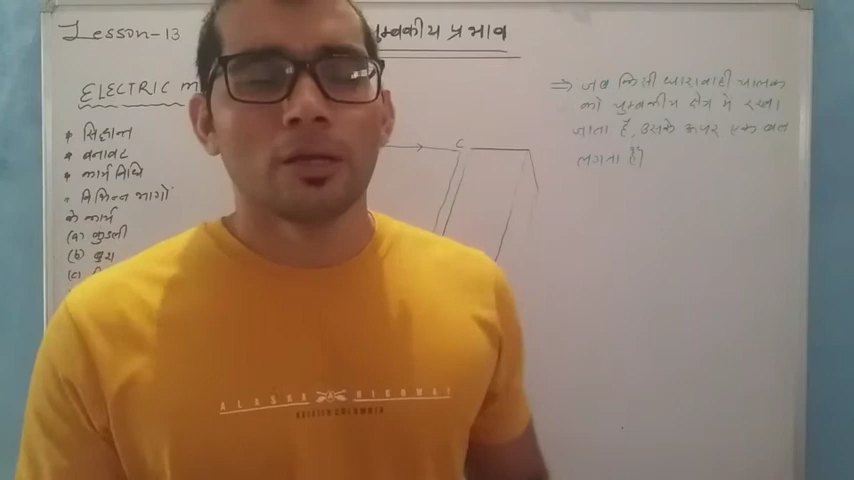 Lesson-13
चुम्बकीय प्रभाव
ELECTRIC M
* सिद्धान्त
* बनावट
* कार्य विधि
* विभिन्न भागों
के कार्य
(a) कुंडली
(b) ब्रुश
(c)
C
⇒ जब किसी धारावाही चालक
को चुम्बकीय क्षेत्र में रखा
जाता है, उसके ऊपर एक बल
लगता है।
ALASKA HIGHWAY
BRITISH COLUMBIA